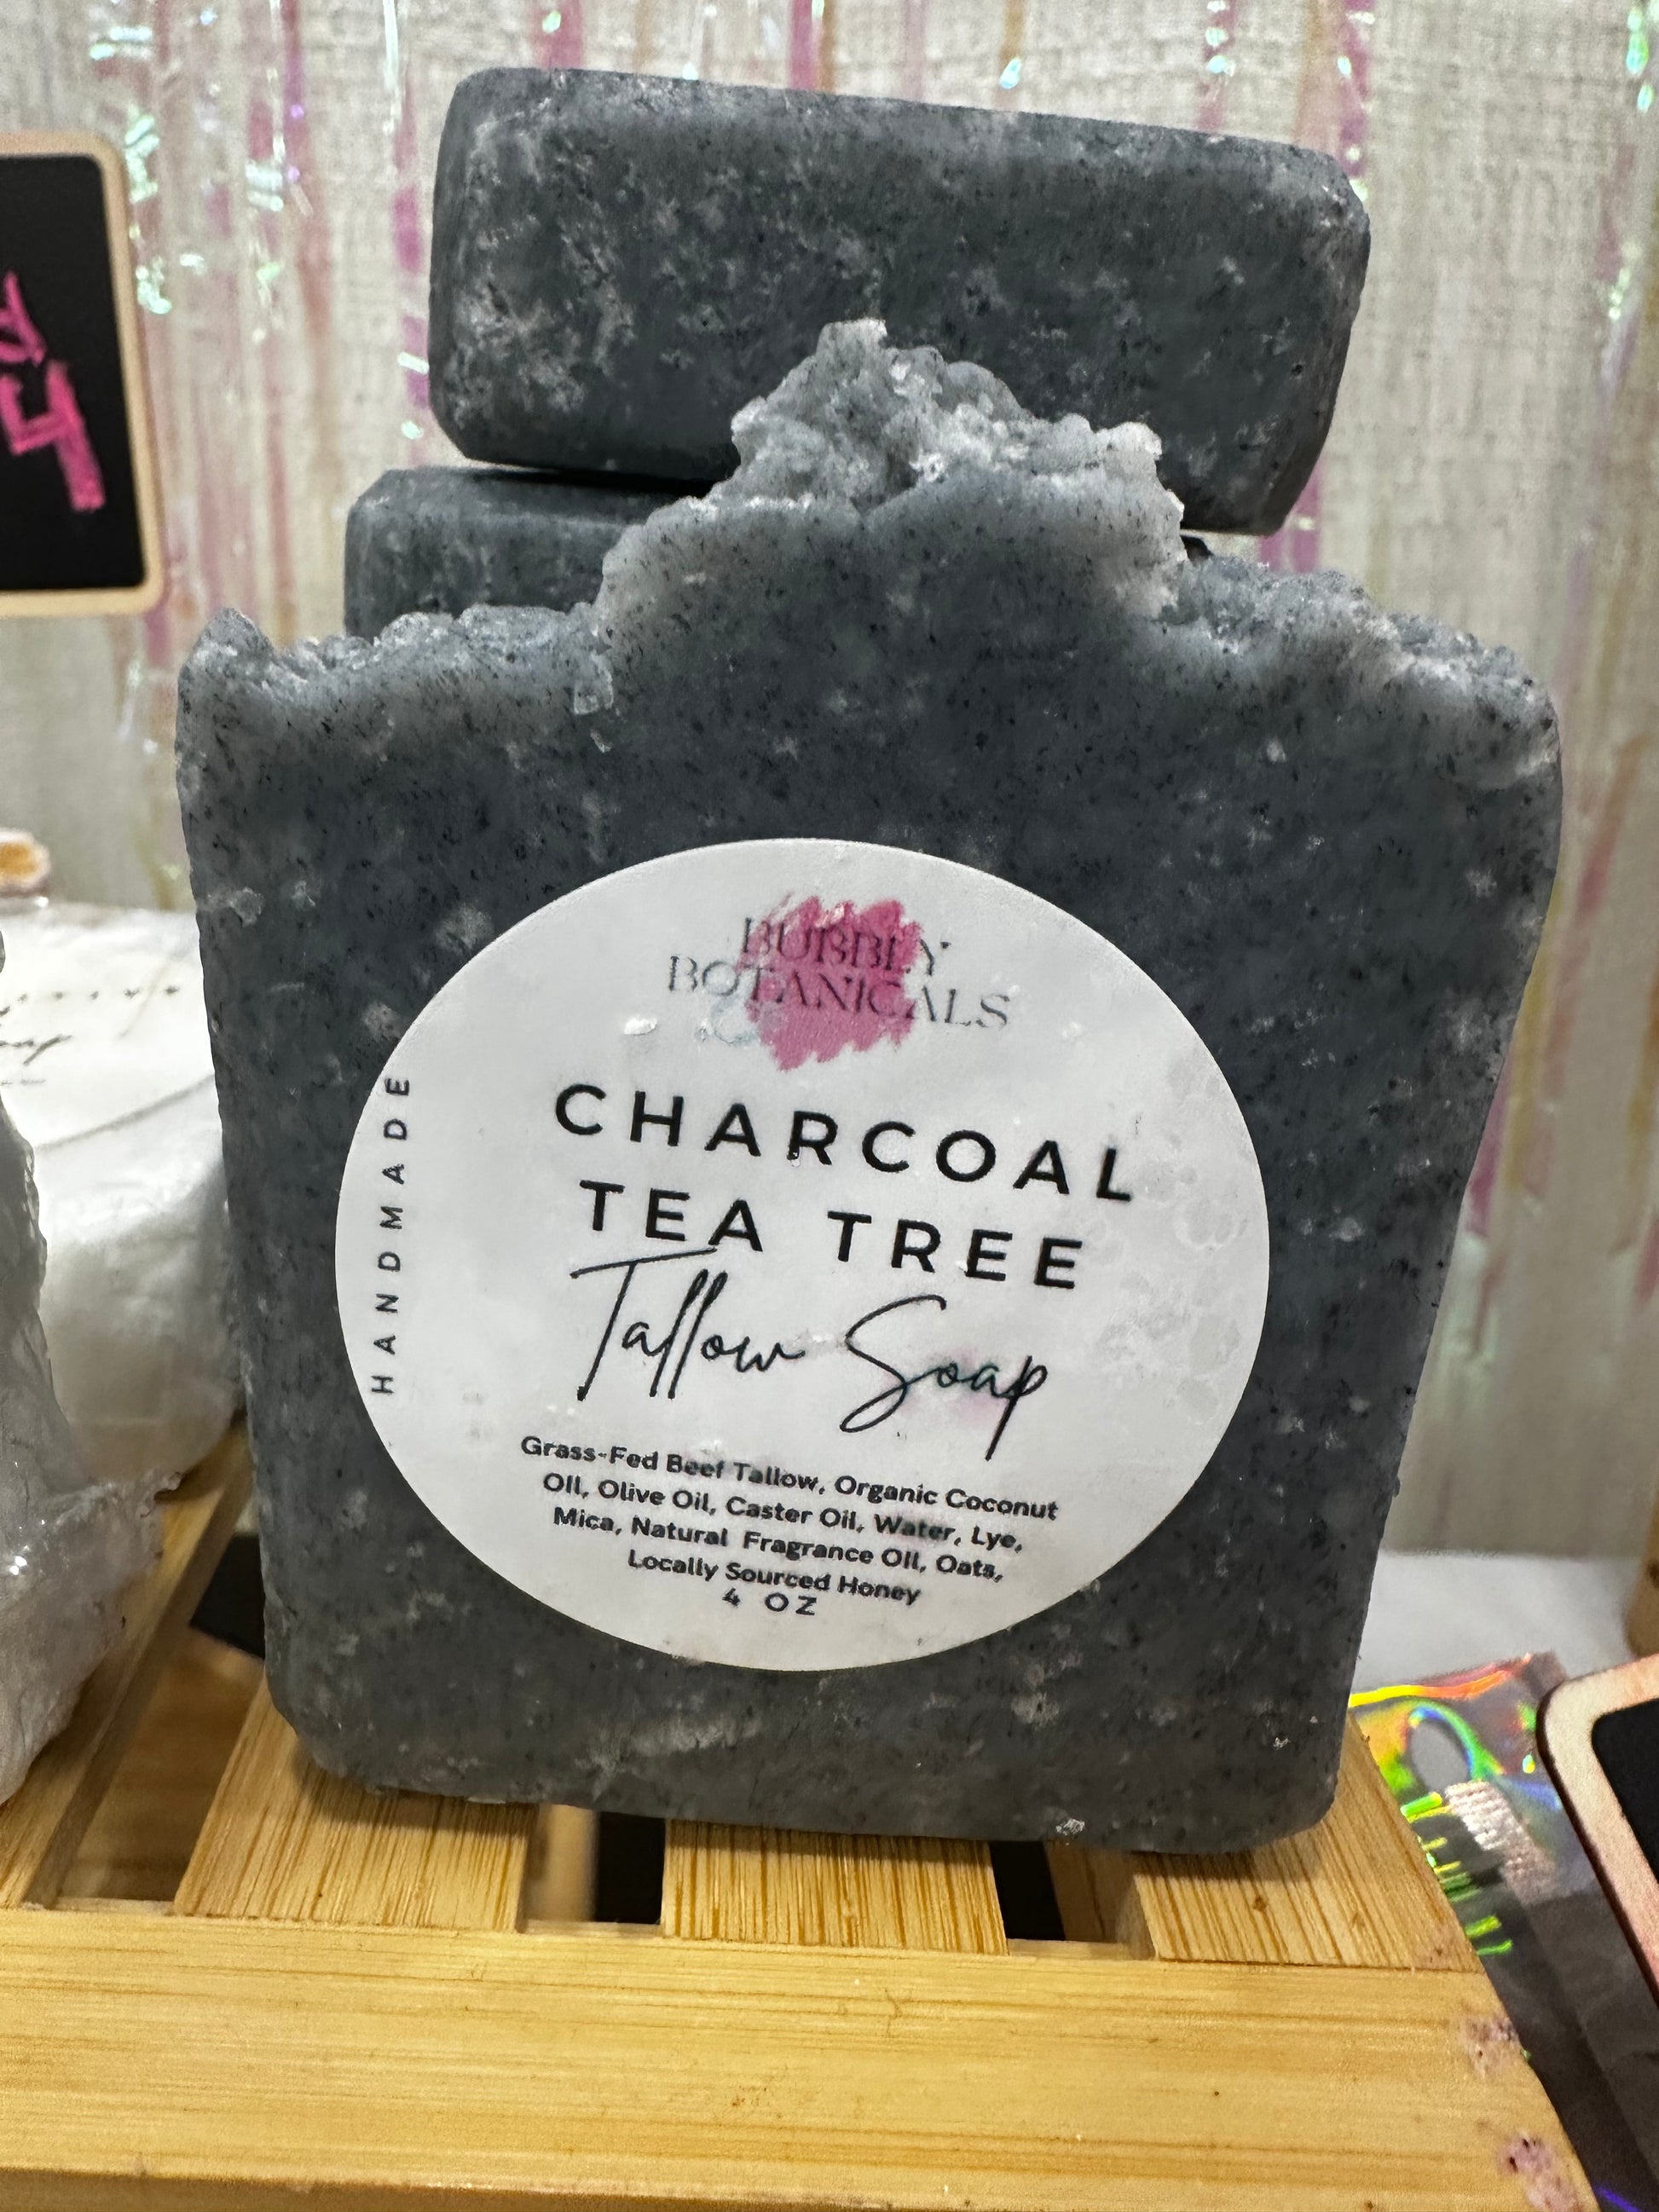 BUBBLY
BOTANICALS
HANDMADE
CHARCOAL
TEA TREE
Tallow Soap
Grass-Fed Beef Tallow, Organic Coconut
OIl, Olive Oil, Caster Oil, Water, Lye,
Mica, Natural Fragrance OIl, Oats,
Locally Sourced Honey
4 OZ
4